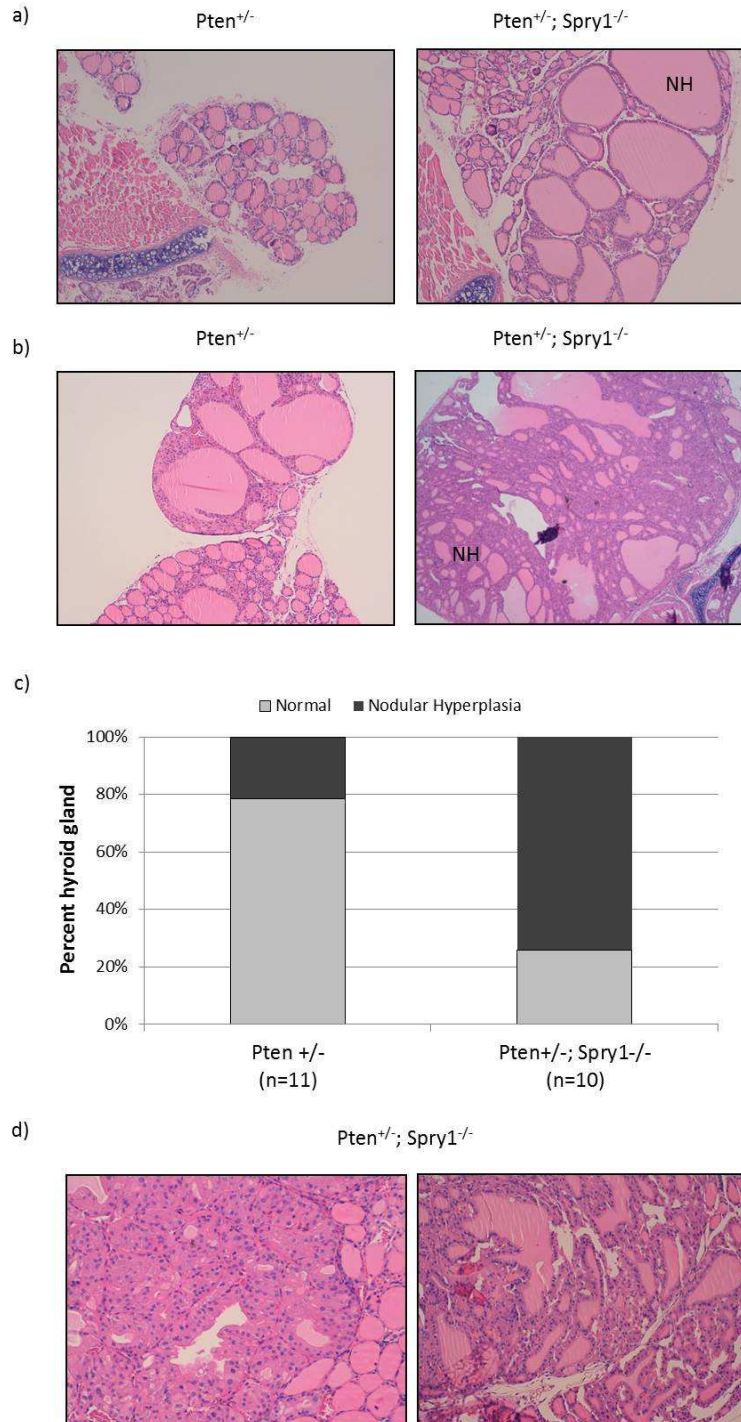 a)
Pten+/-
Pten+/-; Spry1-/-
NH
b)
Pten+/-
Pten+/-; Spry1-/-
NH
c)
Normal Nodular Hyperplasia
100%
80%
60%
40%
20%
0%
Percent hyroid gland
Pten +/-
(n=11)
Pten+/-; Spry1-/-
(n=10)
d)
Pten+/-; Spry1-/-